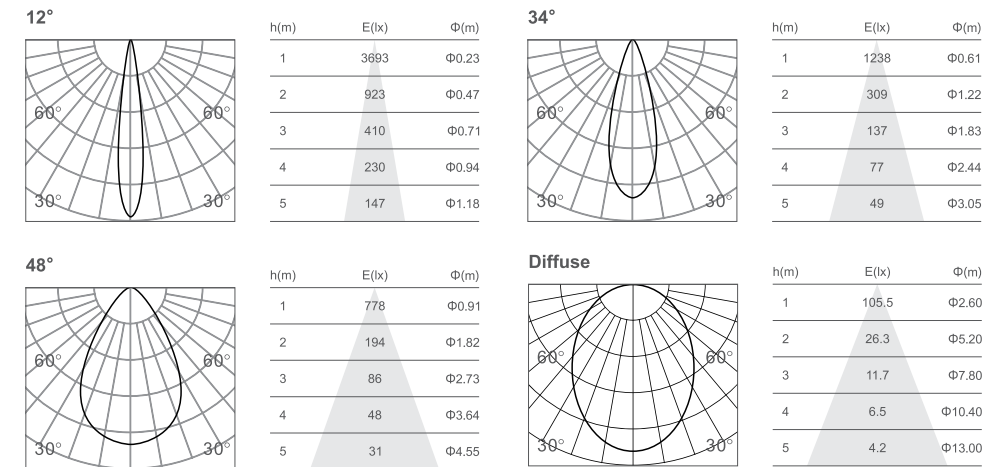 12°
h(m) E(lx) Φ(m)
1 3693 Φ0.23
2 923 Φ0.47
3 410 Φ0.71
4 230 Φ0.94
5 147 Φ1.18
60° 60°
30° 30°
34°
h(m) E(lx) Φ(m)
1 1238 Φ0.61
2 309 Φ1.22
3 137 Φ1.83
4 77 Φ2.44
5 49 Φ3.05
60° 60°
30° 30°
48°
h(m) E(lx) Φ(m)
1 778 Φ0.91
2 194 Φ1.82
3 86 Φ2.73
4 48 Φ3.64
5 31 Φ4.55
60° 60°
30° 30°
Diffuse
h(m) E(lx) Φ(m)
1 105.5 Φ2.60
2 26.3 Φ5.20
3 11.7 Φ7.80
4 6.5 Φ10.40
5 4.2 Φ13.00
60° 60°
30° 30°